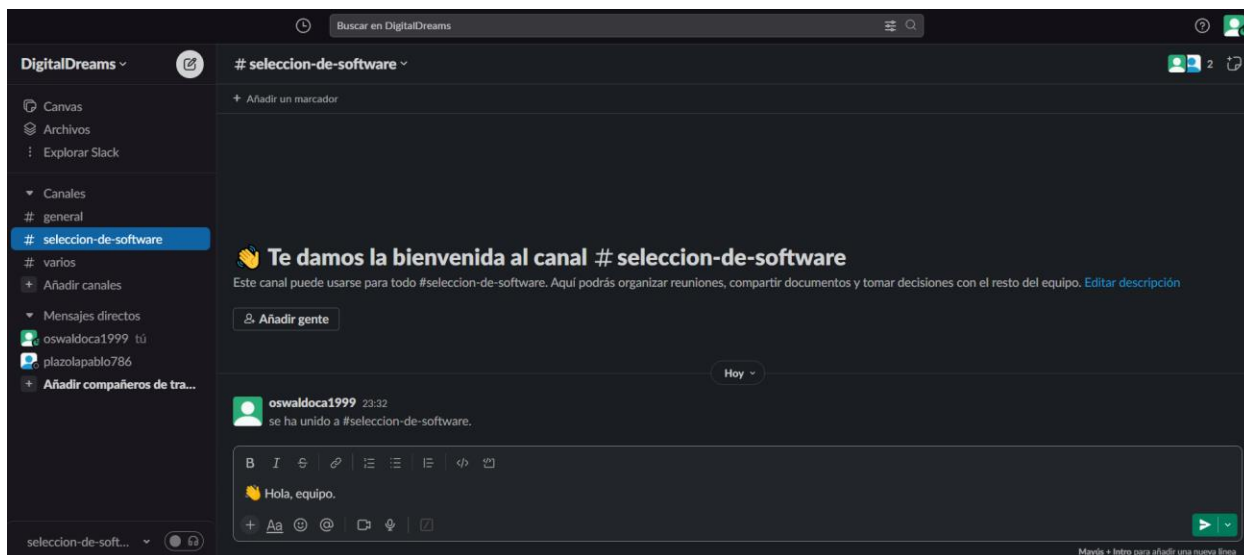 Buscar en DigitalDreams
DigitalDreams
# seleccion-de-software
2
+ Añadir un marcador
Canvas
Archivos
Explorar Slack
Canales
# general
# seleccion-de-software
# varios
+ Añadir canales
Mensajes directos
oswaldoca1999 tú
plazolapablo786
+ Añadir compañeros de tra...
👋 Te damos la bienvenida al canal # seleccion-de-software
Este canal puede usarse para todo #seleccion-de-software. Aquí podrás organizar reuniones, compartir documentos y tomar decisiones con el resto del equipo. Editar descripción
Añadir gente
Hoy
oswaldoca1999 23:32
se ha unido a #seleccion-de-software.
B I S
👋 Hola, equipo.
+ Aa @
seleccion-de-soft...
Mayús + Intro para añadir una nueva línea